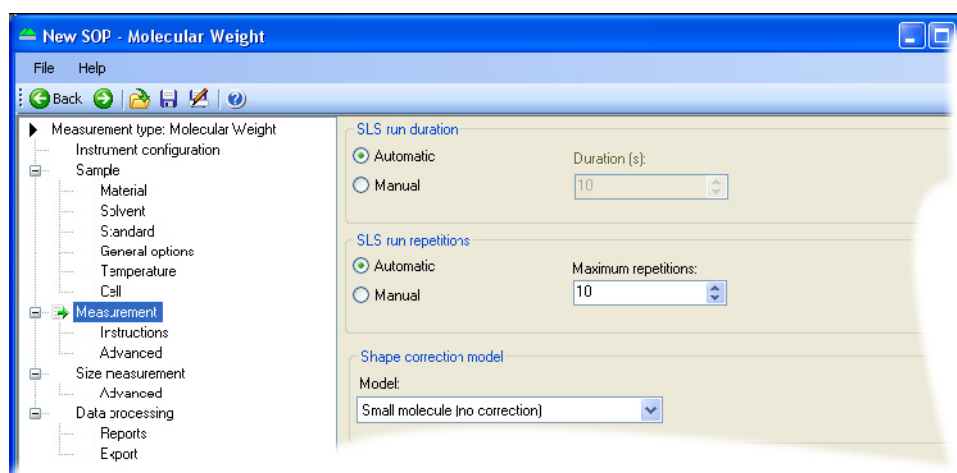 New SOP - Molecular Weight
File Help
Back
Measurement type: Molecular Weight
Instrument configuration
Sample
Material
Solvent
Standard
General options
Temperature
Cell
Measurement
Instructions
Advanced
Size measurement
Advanced
Data processing
Reports
Export
SLS run duration
Automatic
Duration (s):
Manual
10
SLS run repetitions
Automatic
Maximum repetitions:
Manual
10
Shape correction model
Model:
Small molecule (no correction)